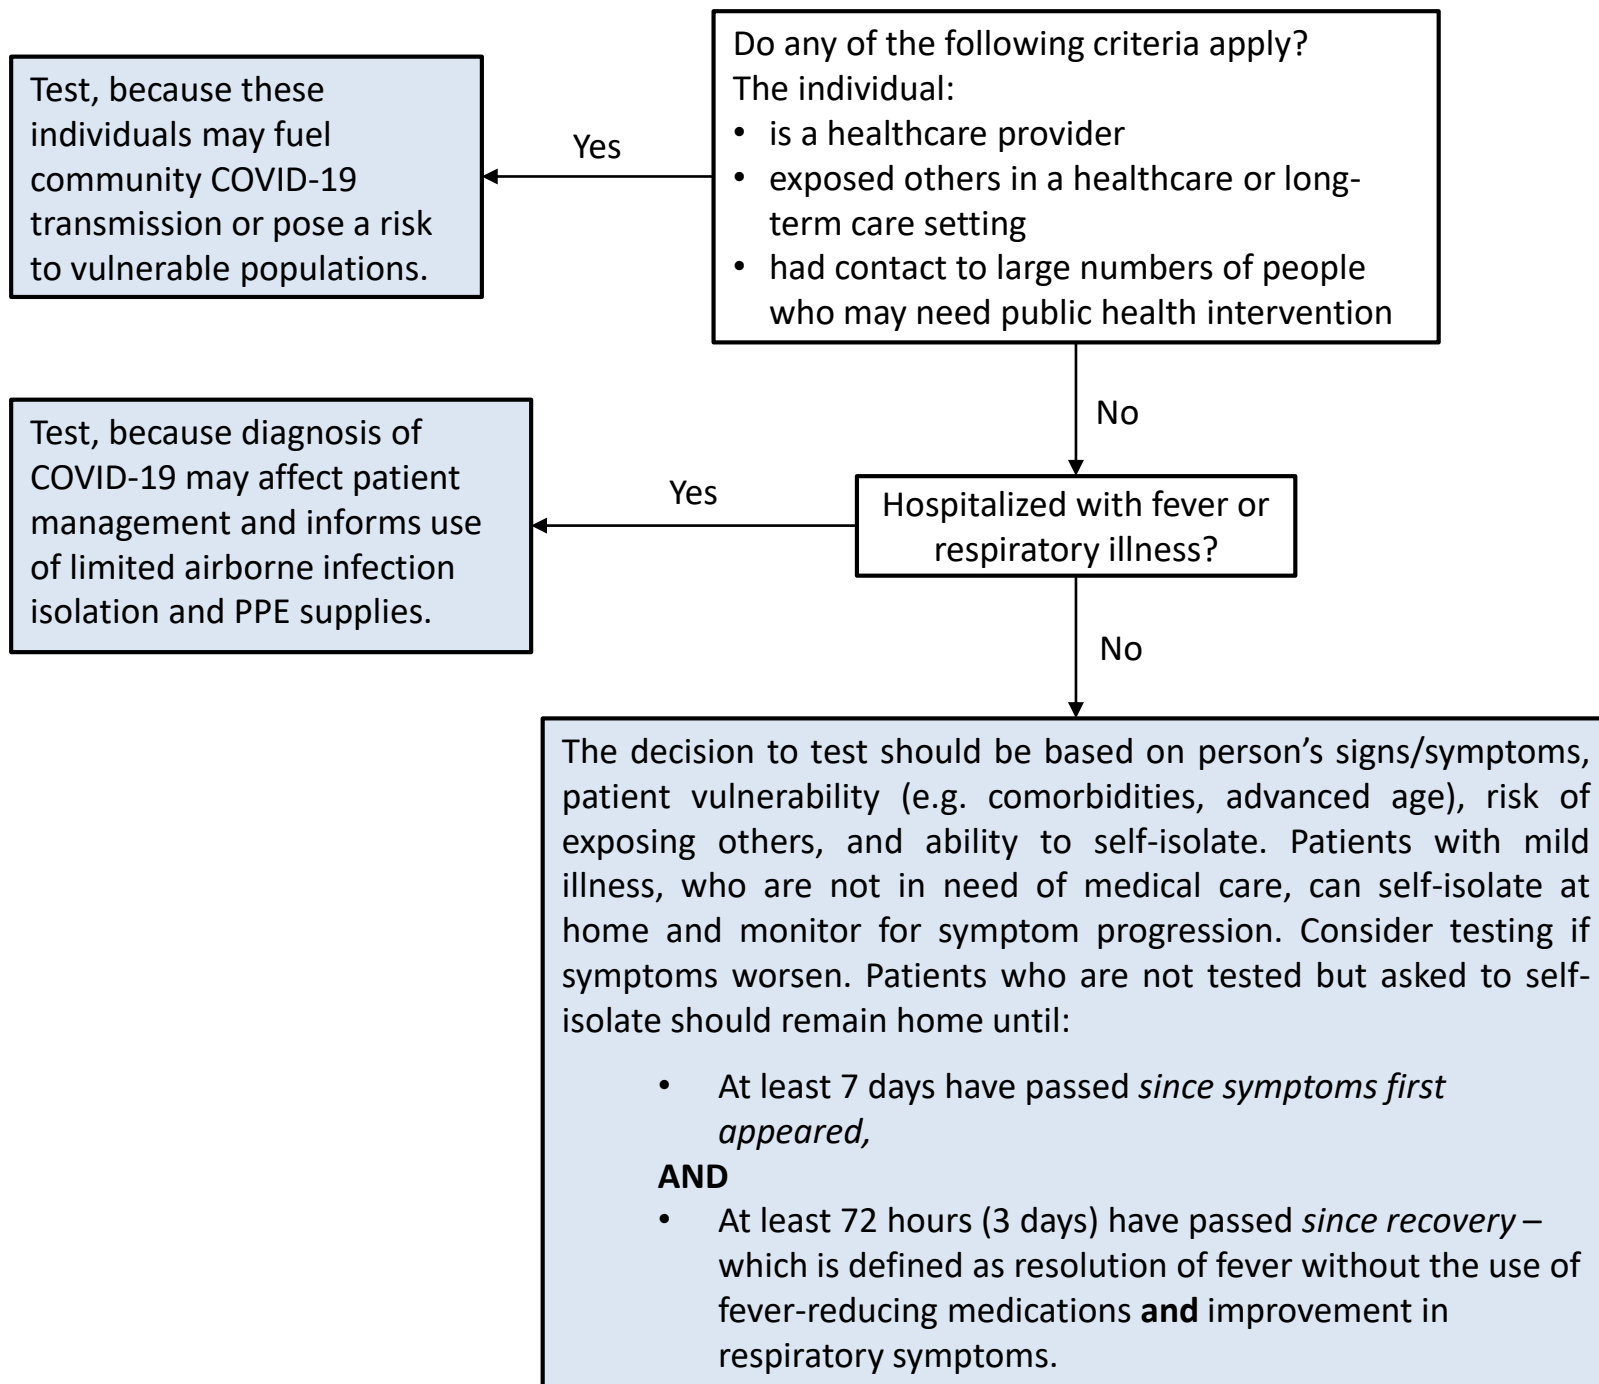 Do any of the following criteria apply?
The individual:
• is a healthcare provider
• exposed others in a healthcare or long-
term care setting
• had contact to large numbers of people
who may need public health intervention
Yes
Test, because these
individuals may fuel
community COVID-19
transmission or pose a risk
to vulnerable populations.
No
Hospitalized with fever or
respiratory illness?
Yes
Test, because diagnosis of
COVID-19 may affect patient
management and informs use
of limited airborne infection
isolation and PPE supplies.
No
The decision to test should be based on person’s signs/symptoms,
patient vulnerability (e.g. comorbidities, advanced age), risk of
exposing others, and ability to self-isolate. Patients with mild
illness, who are not in need of medical care, can self-isolate at
home and monitor for symptom progression. Consider testing if
symptoms worsen. Patients who are not tested but asked to self-
isolate should remain home until:
• At least 7 days have passed since symptoms first
appeared,
AND
• At least 72 hours (3 days) have passed since recovery –
which is defined as resolution of fever without the use of
fever-reducing medications and improvement in
respiratory symptoms.